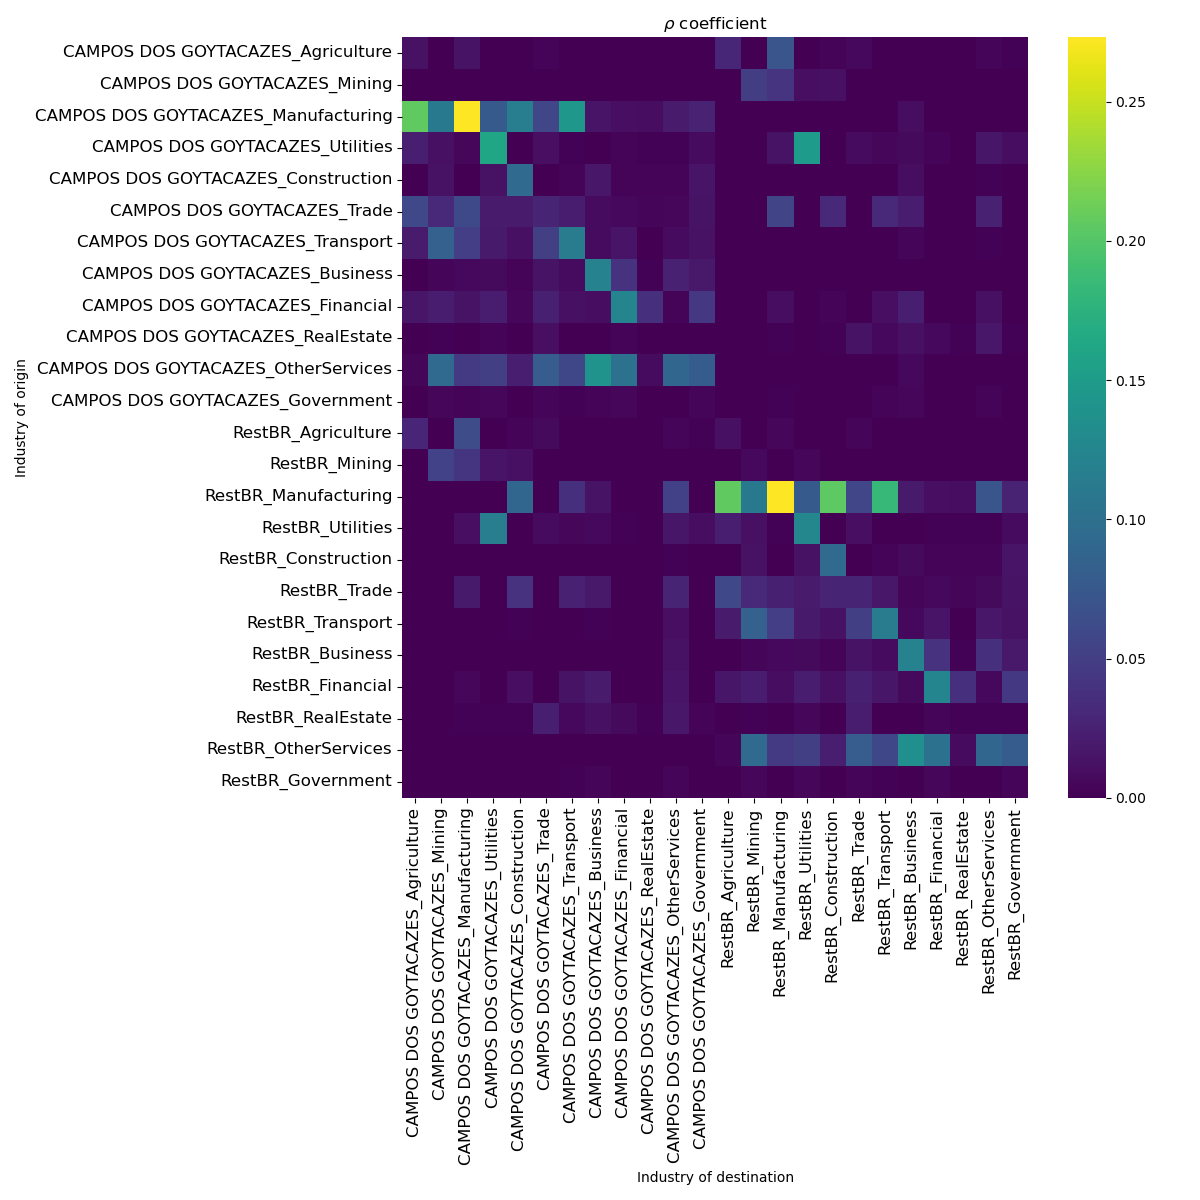 ρ coefficient
Industry of origin
CAMPOS DOS GOYTACAZES_Agriculture
CAMPOS DOS GOYTACAZES_Mining
CAMPOS DOS GOYTACAZES_Manufacturing
CAMPOS DOS GOYTACAZES_Utilities
CAMPOS DOS GOYTACAZES_Construction
CAMPOS DOS GOYTACAZES_Trade
CAMPOS DOS GOYTACAZES_Transport
CAMPOS DOS GOYTACAZES_Business
CAMPOS DOS GOYTACAZES_Financial
CAMPOS DOS GOYTACAZES_RealEstate
CAMPOS DOS GOYTACAZES_OtherServices
CAMPOS DOS GOYTACAZES_Government
RestBR_Agriculture
RestBR_Mining
RestBR_Manufacturing
RestBR_Utilities
RestBR_Construction
RestBR_Trade
RestBR_Transport
RestBR_Business
RestBR_Financial
RestBR_RealEstate
RestBR_OtherServices
RestBR_Government
CAMPOS DOS GOYTACAZES_Agriculture
CAMPOS DOS GOYTACAZES_Mining
CAMPOS DOS GOYTACAZES_Manufacturing
CAMPOS DOS GOYTACAZES_Utilities
CAMPOS DOS GOYTACAZES_Construction
CAMPOS DOS GOYTACAZES_Trade
CAMPOS DOS GOYTACAZES_Transport
CAMPOS DOS GOYTACAZES_Business
CAMPOS DOS GOYTACAZES_Financial
CAMPOS DOS GOYTACAZES_RealEstate
CAMPOS DOS GOYTACAZES_OtherServices
CAMPOS DOS GOYTACAZES_Government
RestBR_Agriculture
RestBR_Mining
RestBR_Manufacturing
RestBR_Utilities
RestBR_Construction
RestBR_Trade
RestBR_Transport
RestBR_Business
RestBR_Financial
RestBR_RealEstate
RestBR_OtherServices
RestBR_Government
Industry of destination
0.25
0.20
0.15
0.10
0.05
0.00